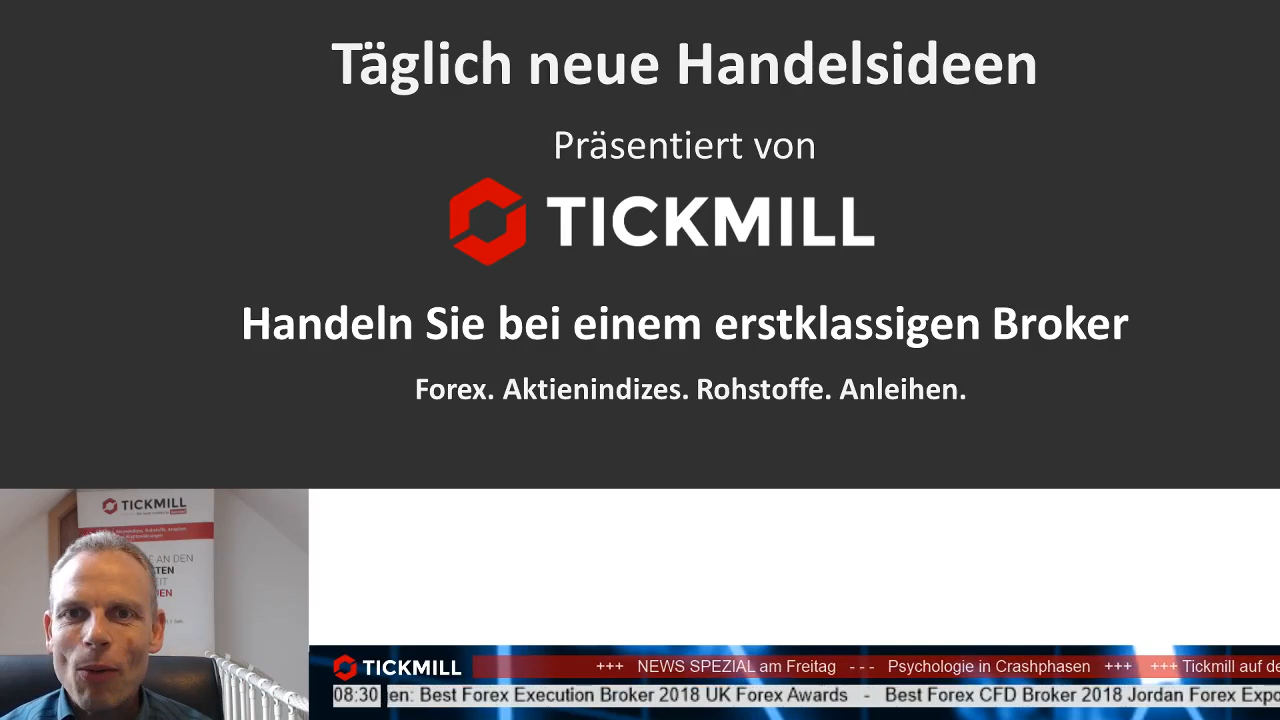 Täglich neue Handelsideen
Präsentiert von
TICKMILL
Handeln Sie bei einem erstklassigen Broker
Forex. Aktienindizes. Rohstoffe. Anleihen.
TICKMILL
AN DEN
TICKMILL
+++ NEWS SPEZIAL am Freitag --- Psychologie in Crashphasen +++ +++ Tickmill auf de
08:30 en: Best Forex Execution Broker 2018 UK Forex Awards - Best Forex CFD Broker 2018 Jordan Forex Expo